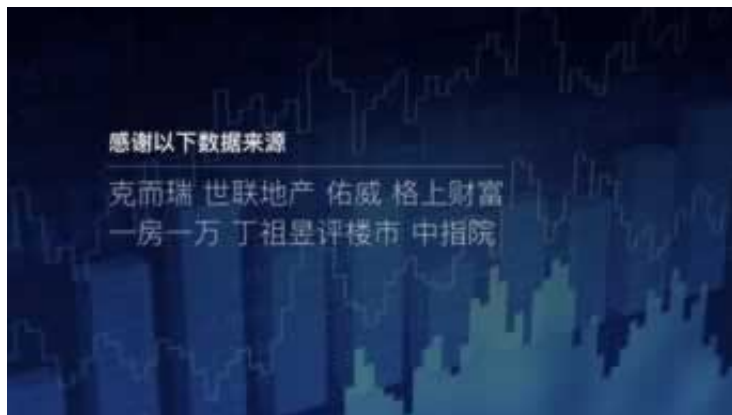 感谢以下数据来源
克而瑞 世联地产 佑威 格上财富
一房一万 丁祖昱评楼市 中指院